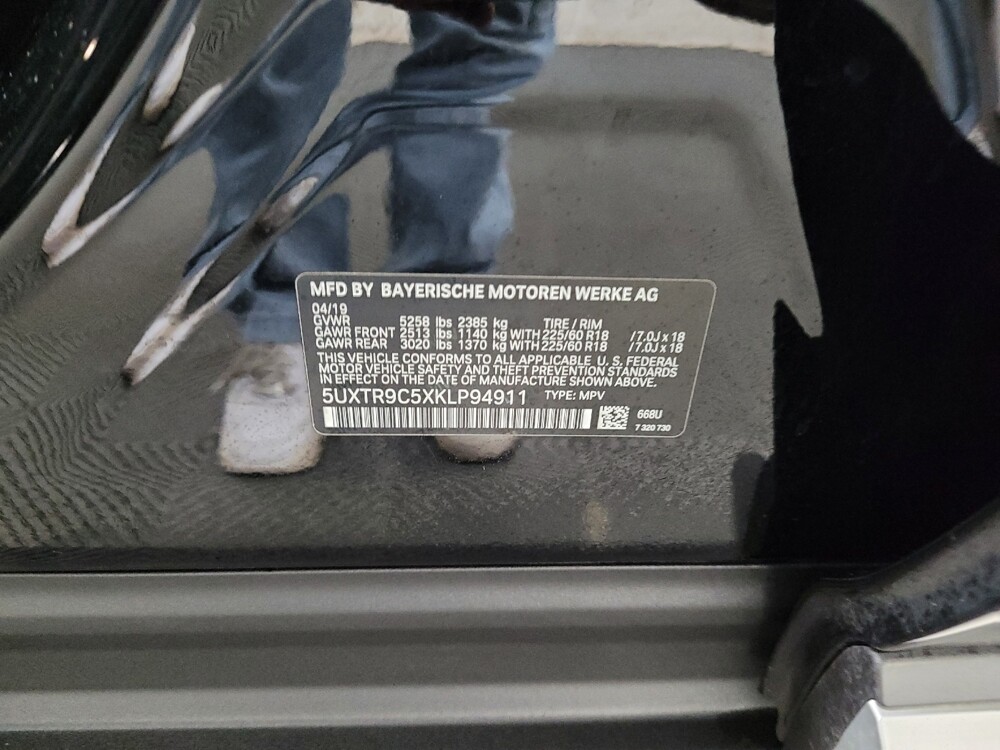 MFD BY BAYERISCHE MOTOREN WERKE AG
04/19
GVWR 5258 lbs 2385 kg TIRE / RIM
GAWR FRONT 2513 lbs 1140 kg WITH 225/60 R18 /7.0J x 18
GAWR REAR 3020 lbs 1370 kg WITH 225/60 R18 /7.0J x 18
THIS VEHICLE CONFORMS TO ALL APPLICABLE U. S. FEDERAL
MOTOR VEHICLE SAFETY AND THEFT PREVENTION STANDARDS
IN EFFECT ON THE DATE OF MANUFACTURE SHOWN ABOVE.
5UXTR9C5XKLP94911 TYPE: MPV
668U
7 320 730